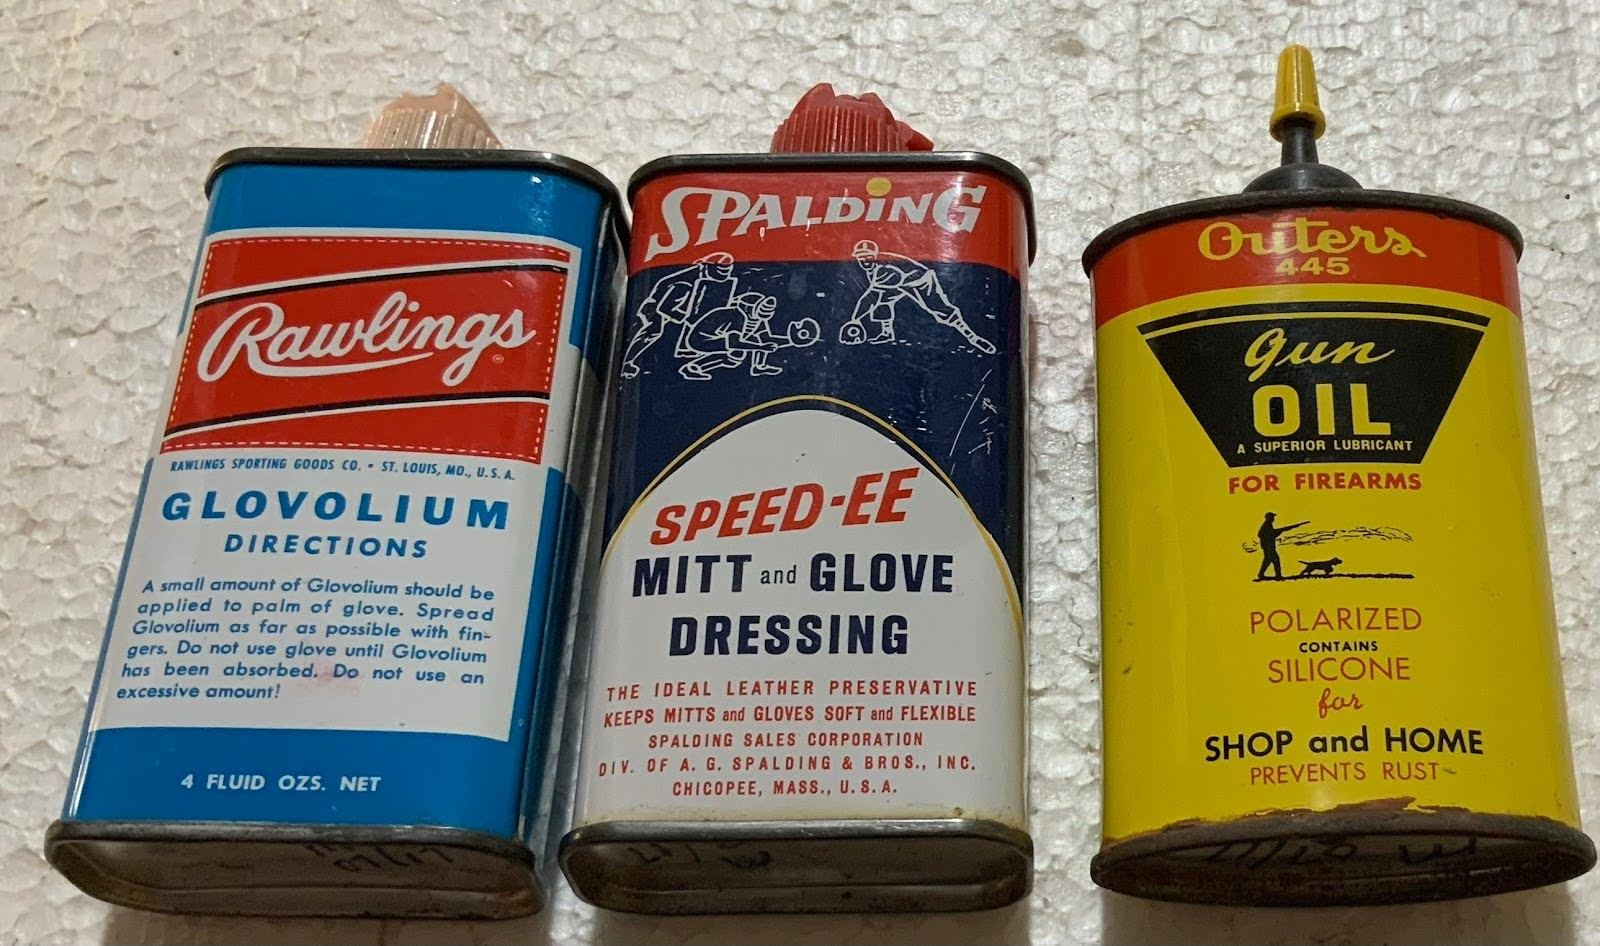 Rawlings
RAWLINGS SPORTING GOODS CO. • ST. LOUIS, MO., U.S.A.
GLOVOLIUM
DIRECTIONS
A small amount of Glovolium should be
applied to palm of glove. Spread
Glovolium as far as possible with fin-
gers. Do not use glove until Glovolium
has been absorbed. Do not use an
excessive amount!
4 FLUID OZS. NET
SPALDING
SPEED-EE
MITT and GLOVE
DRESSING
THE IDEAL LEATHER PRESERVATIVE
KEEPS MITTS and GLOVES SOFT and FLEXIBLE
SPALDING SALES CORPORATION
DIV. OF A. G. SPALDING & BROS., INC.
CHICOPEE, MASS., U.S.A.
Outers
445
Gun
OIL
A SUPERIOR LUBRICANT
FOR FIREARMS
POLARIZED
CONTAINS
SILICONE
for
SHOP and HOME
PREVENTS RUST